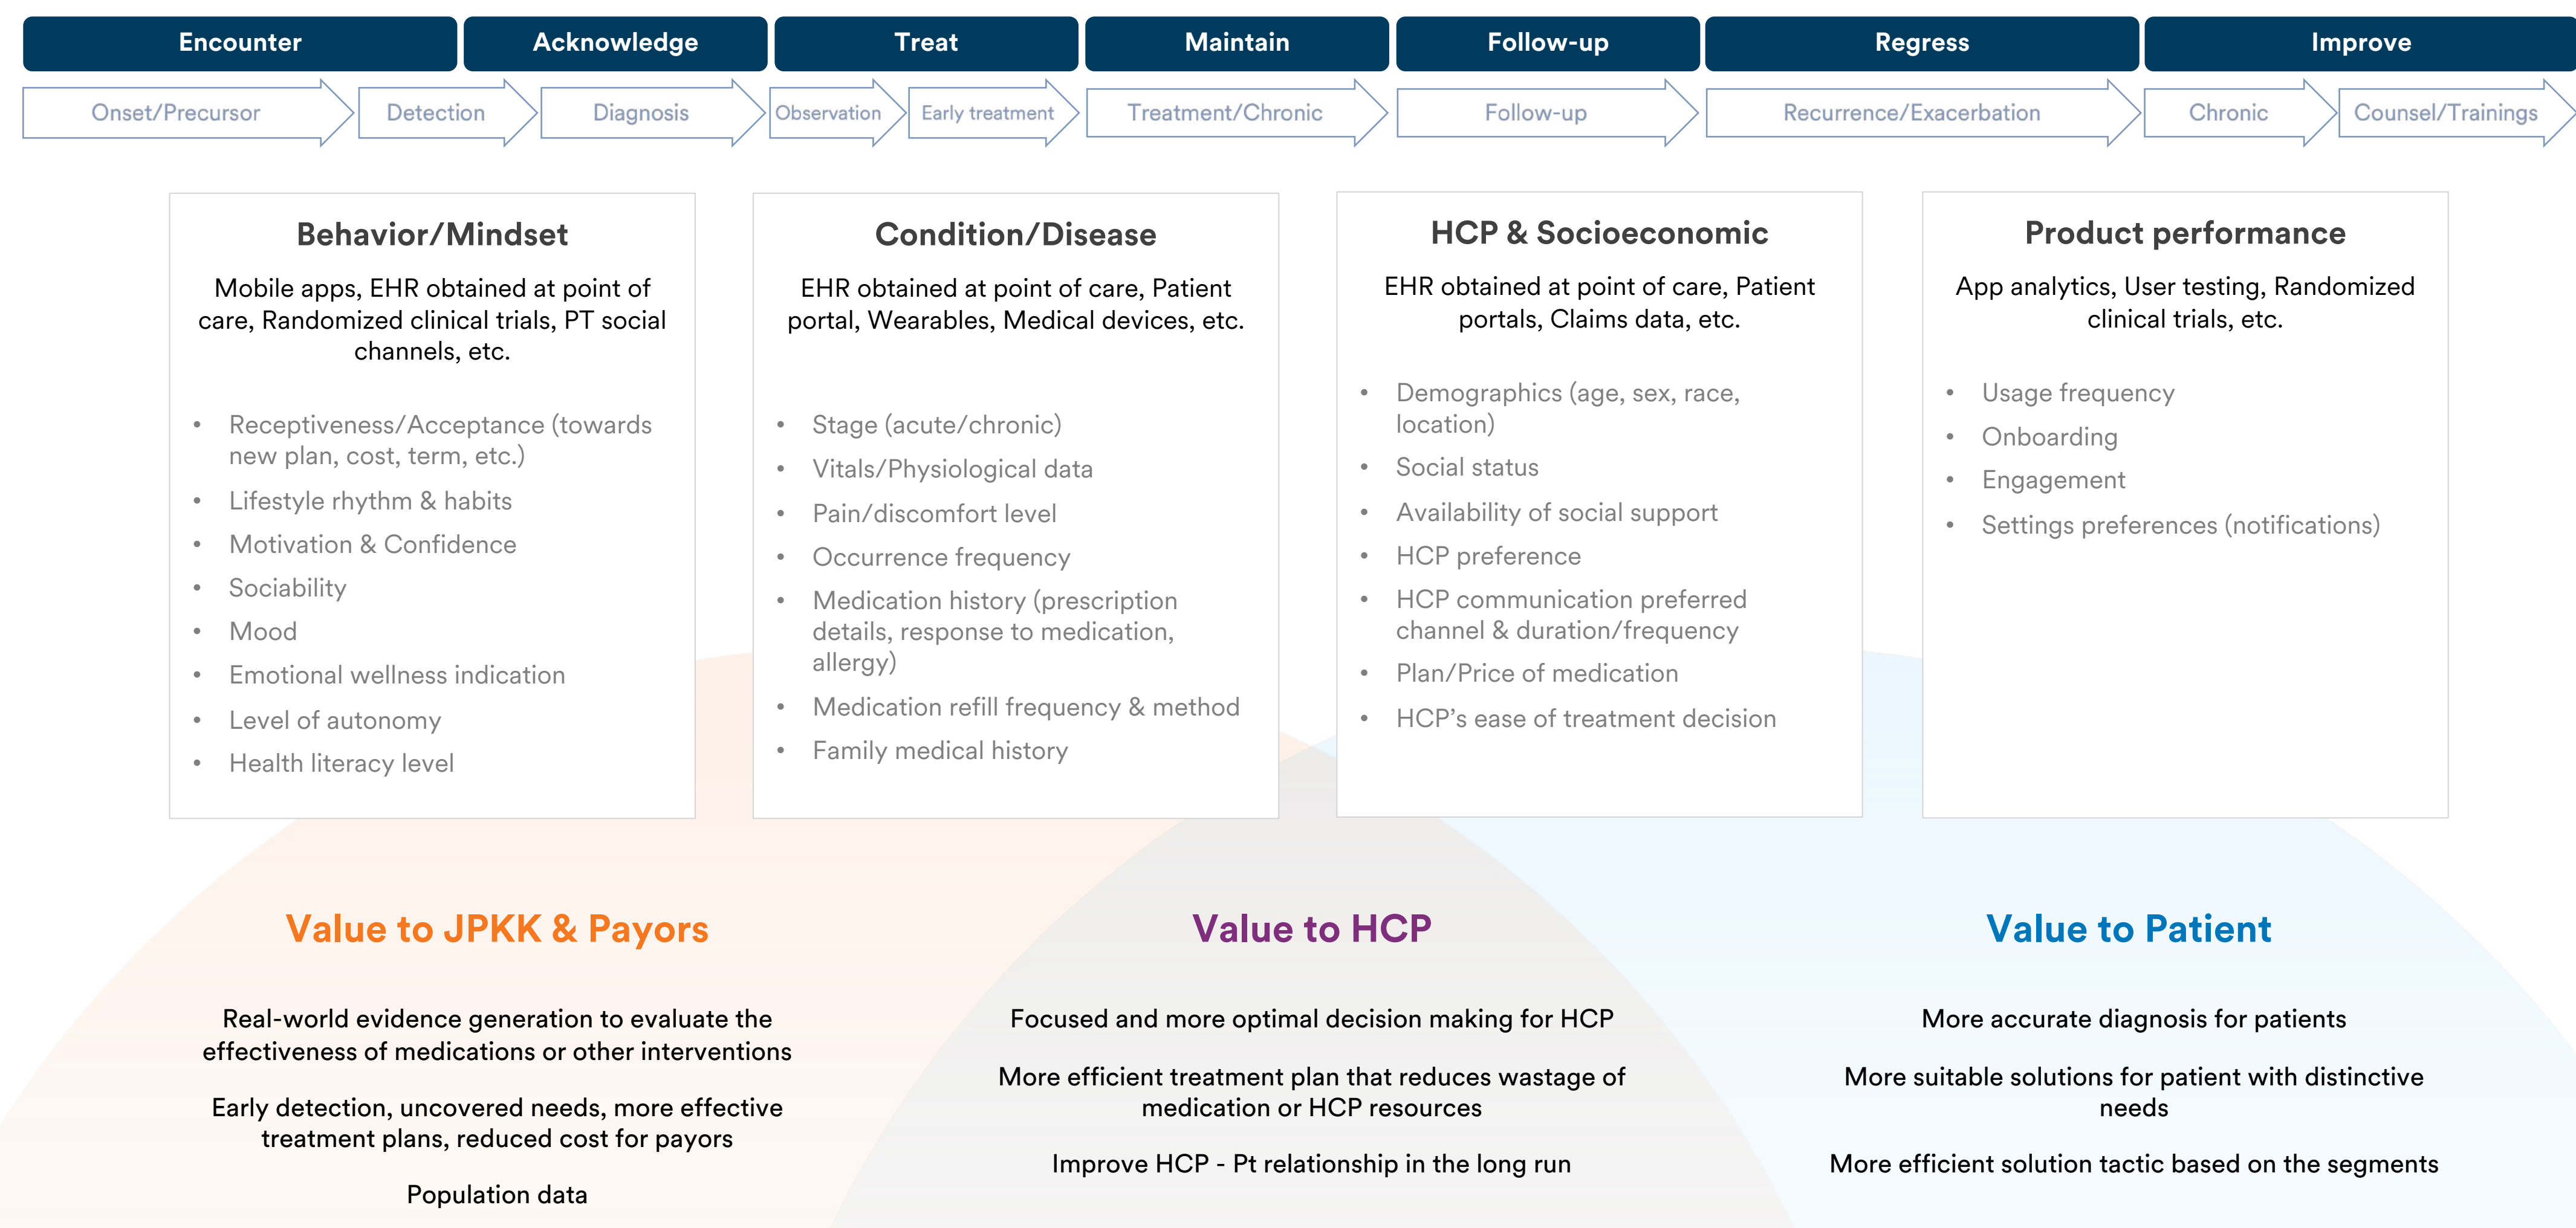 Encounter
Acknowledge
Treat
Maintain
Follow-up
Regress
Improve
Onset/Precursor
Detection
Diagnosis
Observation
Early treatment
Treatment/Chronic
Follow-up
Recurrence/Exacerbation
Chronic
Counsel/Trainings
Behavior/Mindset
Mobile apps, EHR obtained at point of
care, Randomized clinical trials, PT social
channels, etc.
• Receptiveness/Acceptance (towards
new plan, cost, term, etc.)
• Lifestyle rhythm & habits
• Motivation & Confidence
• Sociability
• Mood
• Emotional wellness indication
• Level of autonomy
• Health literacy level
Condition/Disease
EHR obtained at point of care, Patient
portal, Wearables, Medical devices, etc.
• Stage (acute/chronic)
• Vitals/Physiological data
• Pain/discomfort level
• Occurrence frequency
• Medication history (prescription
details, response to medication,
allergy)
• Medication refill frequency & method
• Family medical history
HCP & Socioeconomic
EHR obtained at point of care, Patient
portals, Claims data, etc.
• Demographics (age, sex, race,
location)
• Social status
• Availability of social support
• HCP preference
• HCP communication preferred
channel & duration/frequency
• Plan/Price of medication
• HCP’s ease of treatment decision
Product performance
App analytics, User testing, Randomized
clinical trials, etc.
• Usage frequency
• Onboarding
• Engagement
• Settings preferences (notifications)
Value to JPKK & Payors
Real-world evidence generation to evaluate the
effectiveness of medications or other interventions
Early detection, uncovered needs, more effective
treatment plans, reduced cost for payors
Population data
Value to HCP
Focused and more optimal decision making for HCP
More efficient treatment plan that reduces wastage of
medication or HCP resources
Improve HCP - Pt relationship in the long run
Value to Patient
More accurate diagnosis for patients
More suitable solutions for patient with distinctive
needs
More efficient solution tactic based on the segments